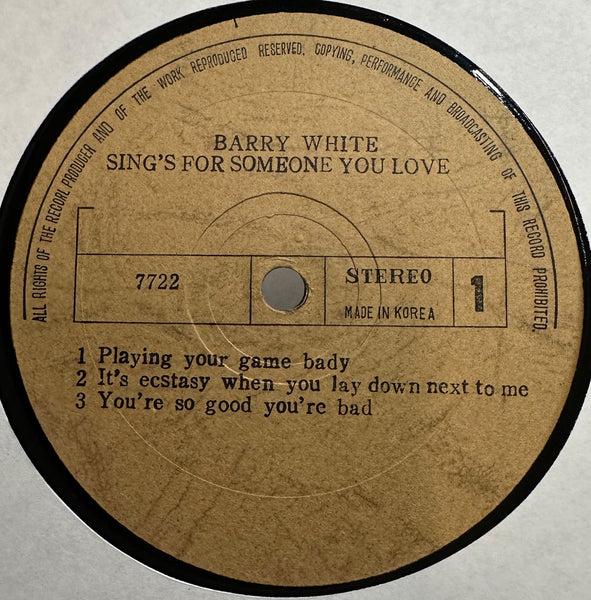 ALL RIGHTS OF THE RECORL PRODUCER AND OF THE WORK REPRODUCED RESERVED. COPYING, PERFORMANCE AND BROADCASTING OF THIS RECORD PROHIBITED.
BARRY WHITE
SING'S FOR SOMEONE YOU LOVE
7722
STEREO
MADE IN KOREA
1
1 Playing your game bady
2 It's ecstasy when you lay down next to me
3 You're so good you're bad